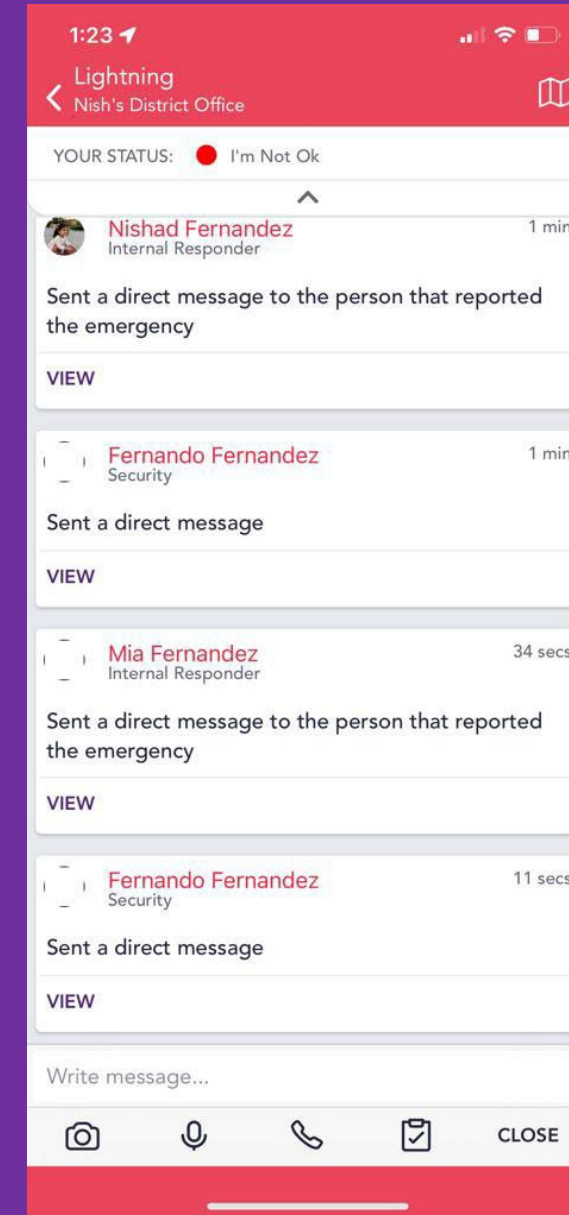 1:23
Lightning
Nish's District Office
YOUR STATUS: I'm Not Ok
Nishad Fernandez 1 min
Internal Responder
Sent a direct message to the person that reported
the emergency
VIEW
Fernando Fernandez 1 min
Security
Sent a direct message
VIEW
Mia Fernandez 34 secs
Internal Responder
Sent a direct message to the person that reported
the emergency
VIEW
Fernando Fernandez 11 secs
Security
Sent a direct message
VIEW
Write message...
CLOSE